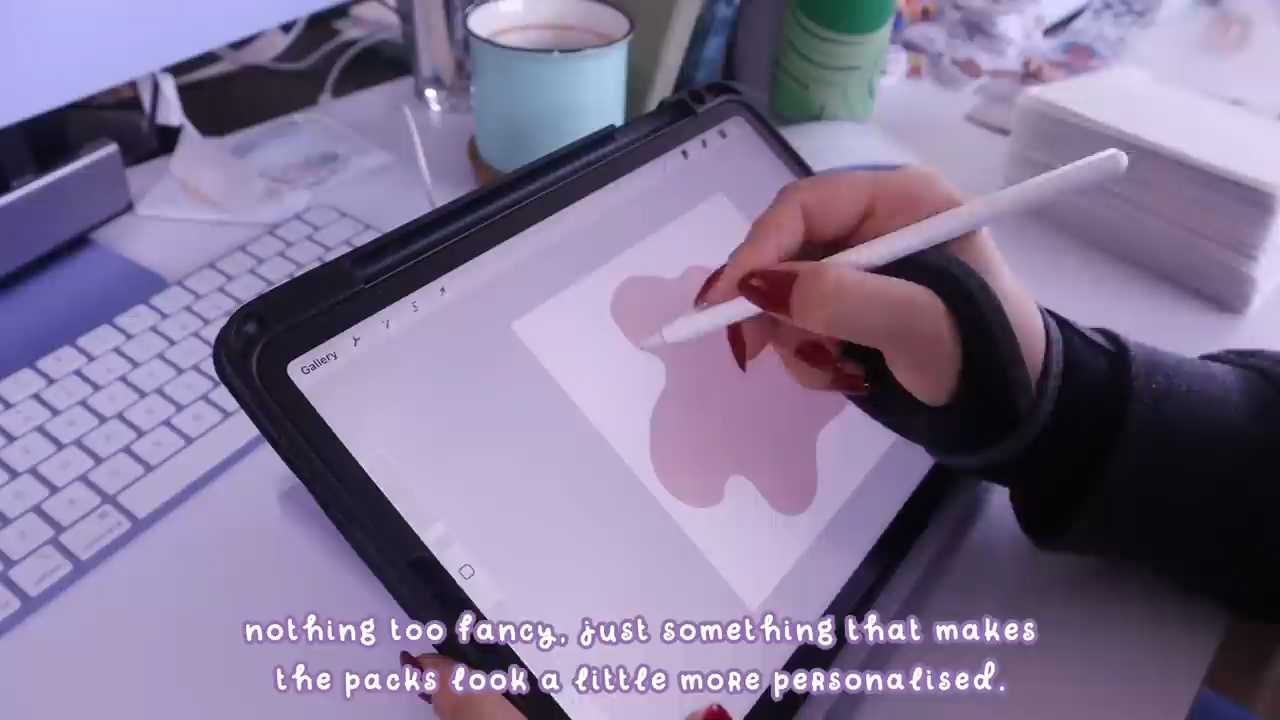 Gallery
nothing too fancy, just something that makes
the packs look a little more personalised.